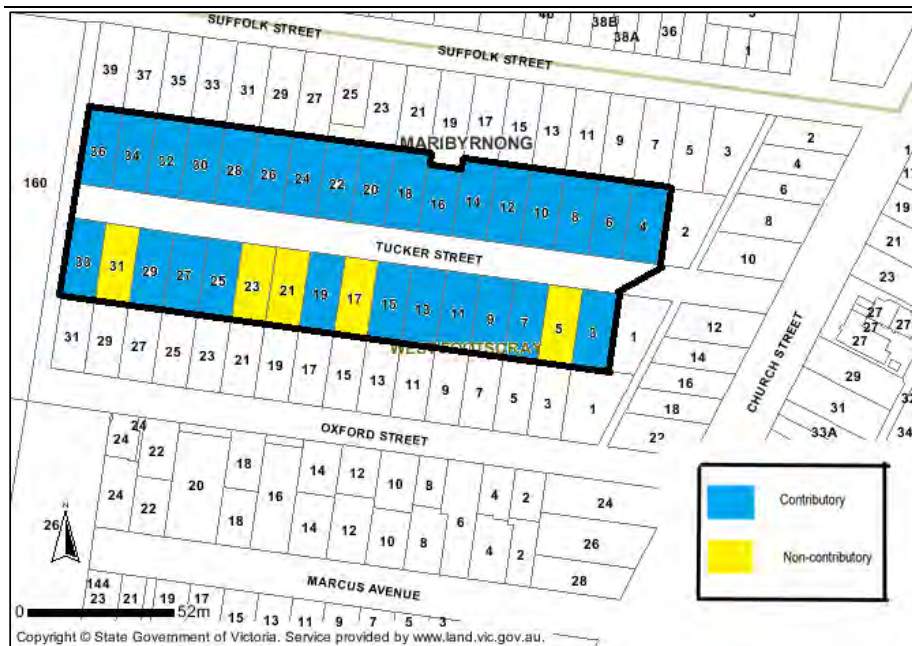 SUFFOLK STREET
SUFFOLK STREET
40 38B 38A 36 3 1
39 37 35 33 31 29 27 25 23 21 19 17 15 13 11 9 7 5 3
MARIBYRNONG
2
4
6
8
10
36 34 32 30 28 26 24 22 20 18 16 14 12 10 8 6 4 2
160
TUCKER STREET
33 31 29 27 25 23 21 19 17 15 13 11 9 7 5 3 1
WEST FOOTSCRAY
17
19
21
23
27 27 27 27
29
31
33A 34
CHURCH STREET
12
14
16
18
22
31 29 27 25 23 21 19 17 15 13 11 9 7 5 3 1
OXFORD STREET
24 24 22 20 18 16 14 12 10 8 6 4 2 24
24 22 18 14 12 10 8 4 2 26
28
26
N
MARCUS AVENUE
144
23 21 19 17 15 13 11 9 7 5 3
0 52m
Contributory
Non-contributory
Copyright © State Government of Victoria. Service provided by www.land.vic.gov.au.